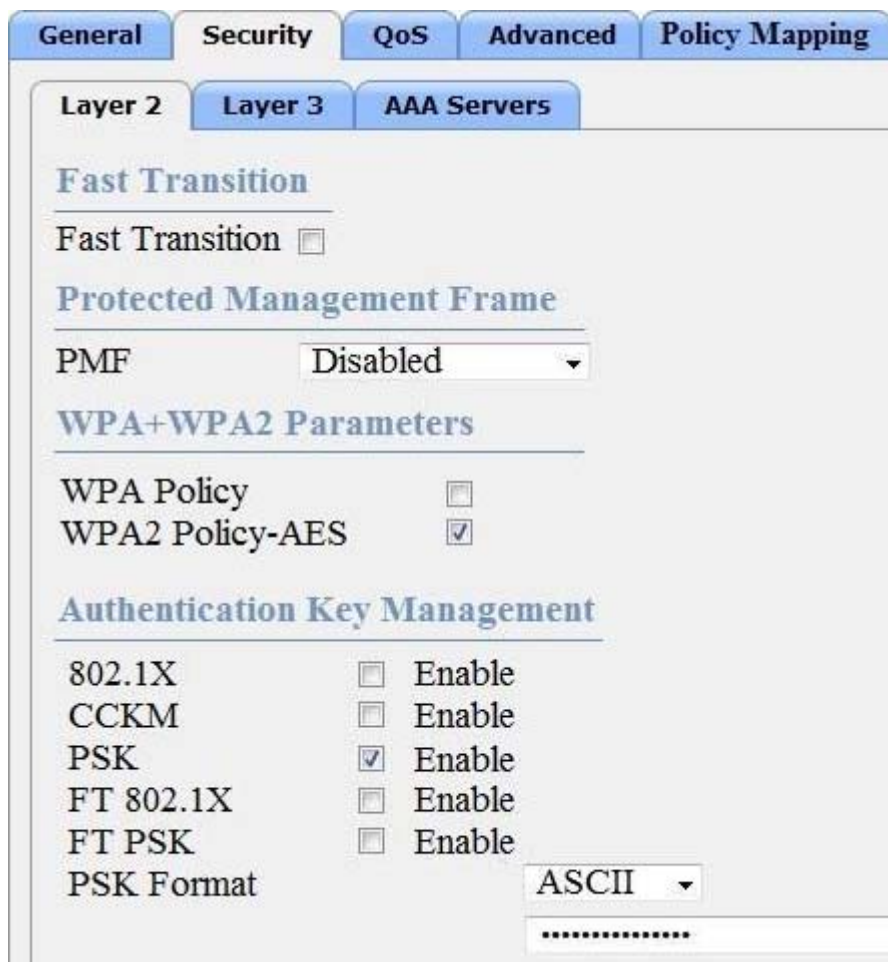 General Security QoS Advanced Policy Mapping
Layer 2 Layer 3 AAA Servers
Fast Transition
Fast Transition
Protected Management Frame
PMF Disabled
WPA+WPA2 Parameters
WPA Policy
WPA2 Policy-AES
Authentication Key Management
802.1X Enable
CCKM Enable
PSK Enable
FT 802.1X Enable
FT PSK Enable
PSK Format ASCII
•••••••••••••••